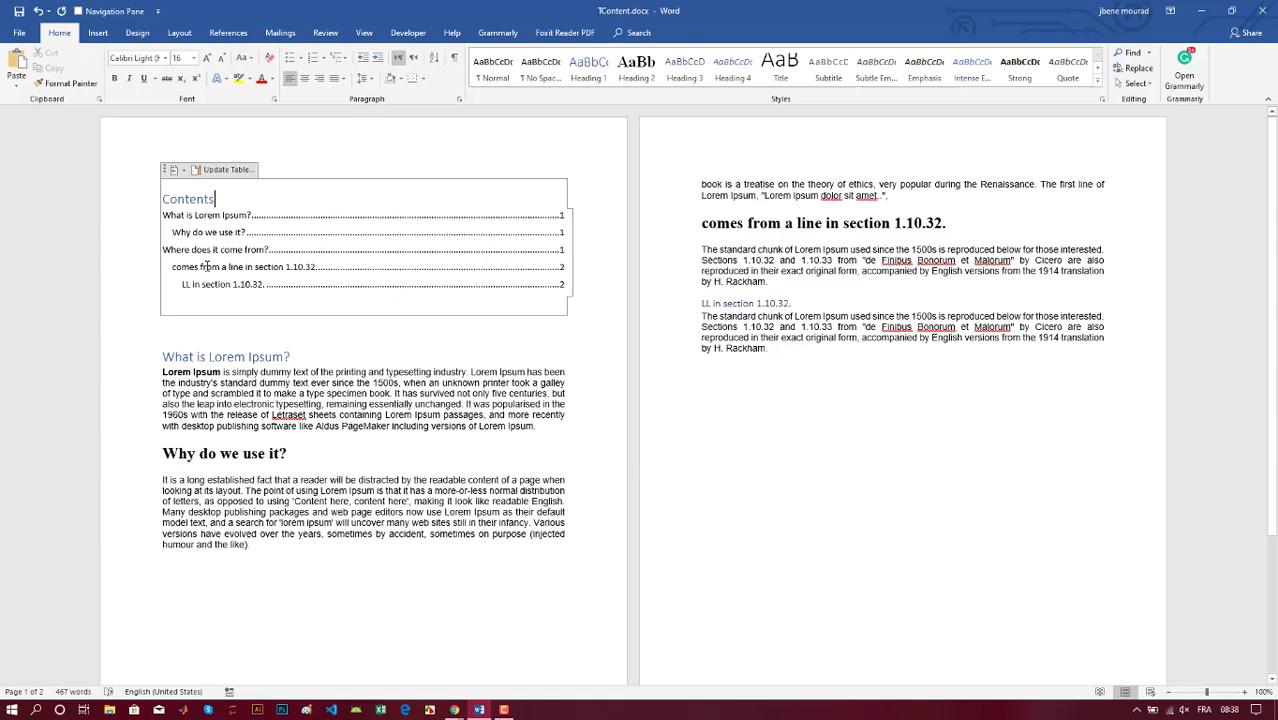 Navigation Pane
TContent.docx - Word
jbene mourad
File Home Insert Design Layout References Mailings Review View Developer Help Grammarly Foxit Reader PDF Search
Share
Paste
Cut
Copy
Format Painter
Clipboard
Calibri Light (H 16
Font
Paragraph
AaBbCcDc AaBbCcDc AaBbC AaBb AaBbCc AaBbCcD AaB AaBbCcD AaBbCcDc AaBbCcDc AaBbCcDc AaBbCcDc AaBbCcDc
¶ Normal ¶ No Spac... Heading 1 Heading 2 Heading 3 Heading 4 Title Subtitle Subtle Em... Emphasis Intense E... Strong Quote
Styles
Find
Replace
Select
Editing
Open
Grammarly
Grammarly
Update Table...
Contents
What is Lorem Ipsum? 1
Why do we use it? 1
Where does it come from? 1
comes from a line in section 1.10.32. 2
LL in section 1.10.32. 2
What is Lorem Ipsum?
Lorem Ipsum is simply dummy text of the printing and typesetting industry. Lorem Ipsum has been
the industry's standard dummy text ever since the 1500s, when an unknown printer took a galley
of type and scrambled it to make a type specimen book. It has survived not only five centuries, but
also the leap into electronic typesetting, remaining essentially unchanged. It was popularised in the
1960s with the release of Letraset sheets containing Lorem Ipsum passages, and more recently
with desktop publishing software like Aldus PageMaker including versions of Lorem Ipsum.
Why do we use it?
It is a long established fact that a reader will be distracted by the readable content of a page when
looking at its layout. The point of using Lorem Ipsum is that it has a more-or-less normal distribution
of letters, as opposed to using 'Content here, content here', making it look like readable English.
Many desktop publishing packages and web page editors now use Lorem Ipsum as their default
model text, and a search for 'lorem ipsum' will uncover many web sites still in their infancy. Various
versions have evolved over the years, sometimes by accident, sometimes on purpose (injected
humour and the like).
book is a treatise on the theory of ethics, very popular during the Renaissance. The first line of
Lorem Ipsum, "Lorem ipsum dolor sit amet..",
comes from a line in section 1.10.32.
The standard chunk of Lorem Ipsum used since the 1500s is reproduced below for those interested.
Sections 1.10.32 and 1.10.33 from "de Finibus Bonorum et Malorum" by Cicero are also
reproduced in their exact original form, accompanied by English versions from the 1914 translation
by H. Rackham.
LL in section 1.10.32.
The standard chunk of Lorem Ipsum used since the 1500s is reproduced below for those interested.
Sections 1.10.32 and 1.10.33 from "de Finibus Bonorum et Malorum" by Cicero are also
reproduced in their exact original form, accompanied by English versions from the 1914 translation
by H. Rackham.
Page 1 of 2 467 words English (United States)
100%
FR 08:38